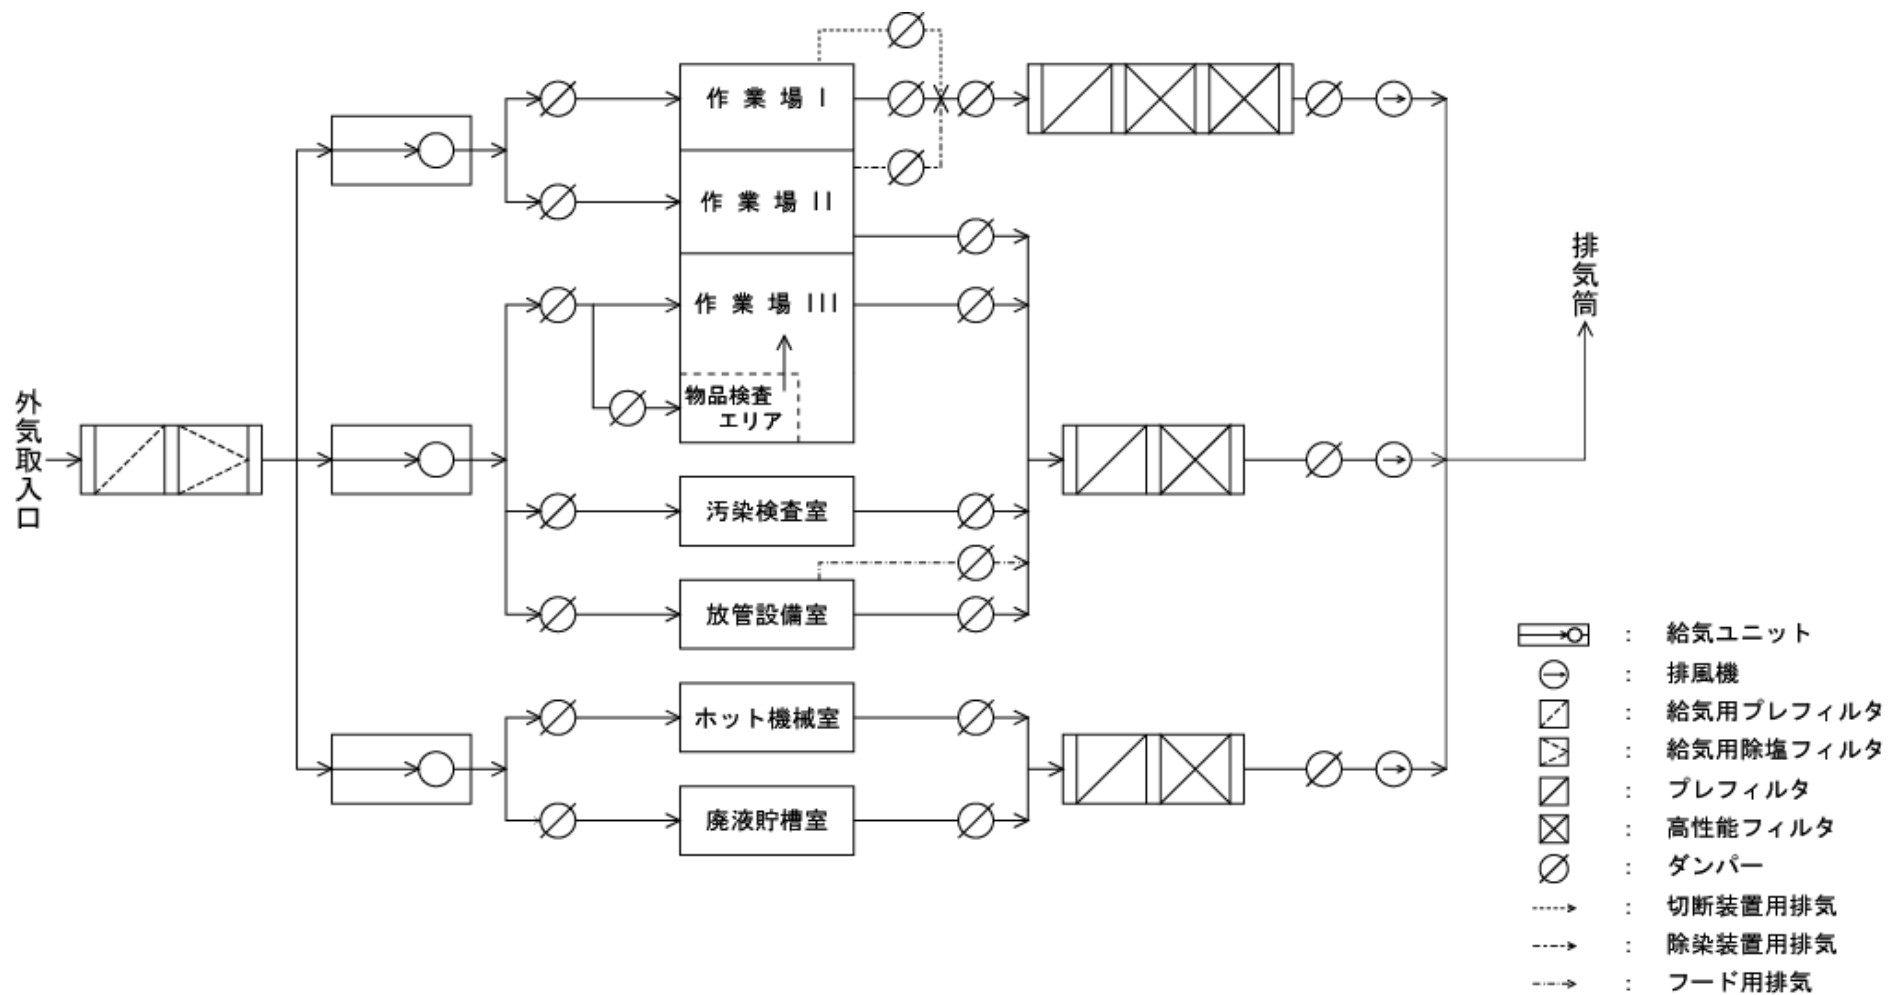 外気取入口
作業場 I
作業場 II
作業場 III
物品検査
エリア
汚染検査室
放管設備室
ホット機械室
廃液貯槽室
排気筒
： 給気ユニット
： 排風機
： 給気用プレフィルタ
： 給気用除塩フィルタ
： プレフィルタ
： 高性能フィルタ
： ダンパー
： 切断装置用排気
： 除染装置用排気
： フード用排気